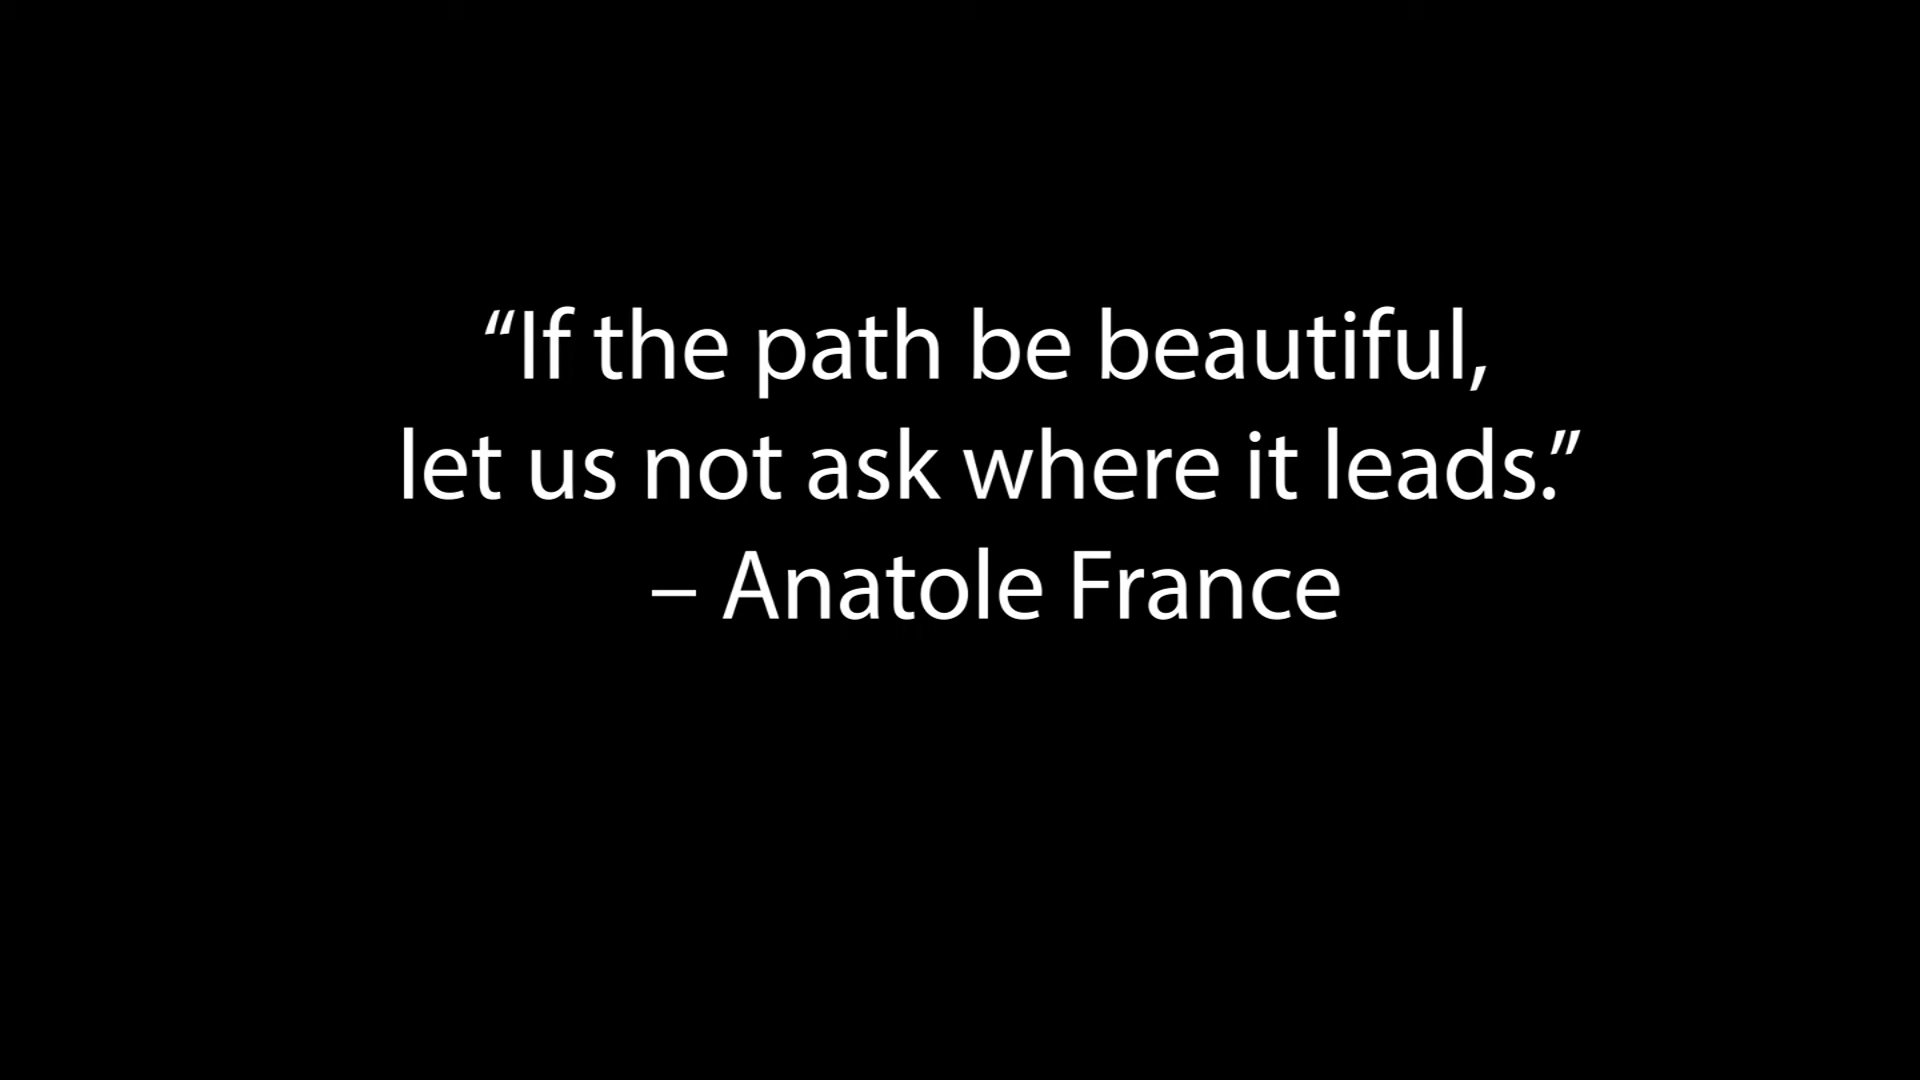 “If the path be beautiful,
let us not ask where it leads.”
– Anatole France